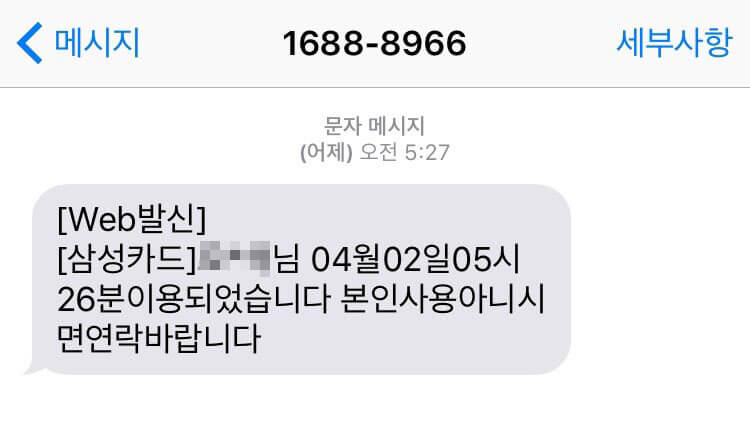 메시지
1688-8966
세부사항
문자 메시지
(어제) 오전 5:27
[Web발신]
[삼성카드]님 04월02일05시
26분이용되었습니다 본인사용아니시
면연락바랍니다